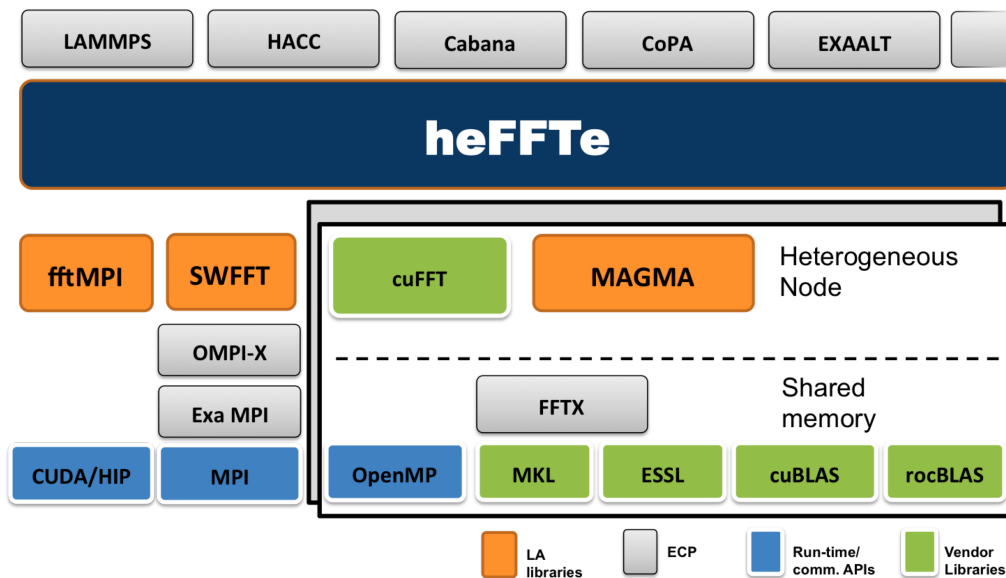 LAMMPS HACC Cabana CoPA EXAALT
heFFTe
fftMPI SWFFT cuFFT MAGMA Heterogeneous
Node
OMPI-X
Exa MPI FFTX Shared
memory
CUDA/HIP MPI OpenMP MKL ESSL cuBLAS rocBLAS
LA
libraries
ECP
Run-time/
comm. APIs
Vendor
Libraries